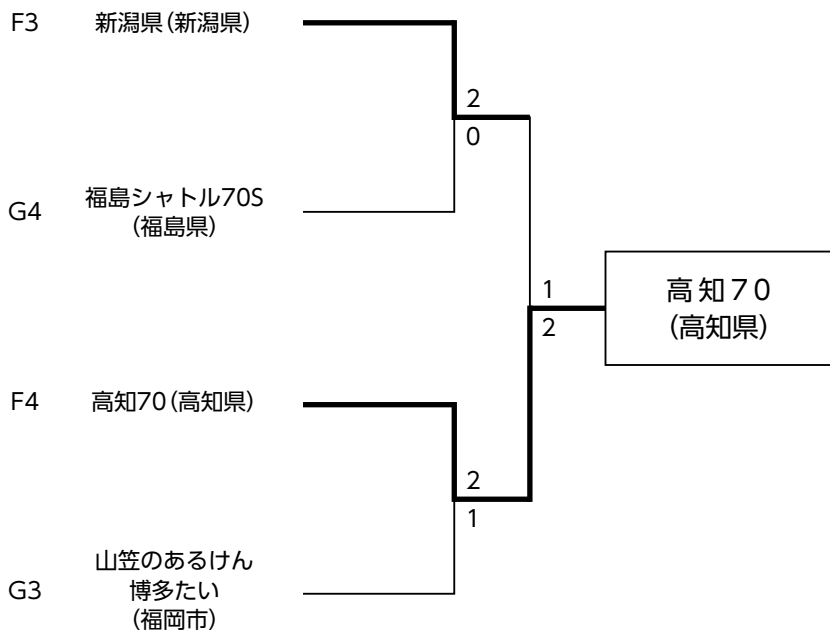 F3 新潟県(新潟県)
2
0
G4 福島シャトル70S
(福島県)
1
2
高知70
(高知県)
F4 高知70(高知県)
2
1
G3 山笠のあるけん
博多たい
(福岡市)